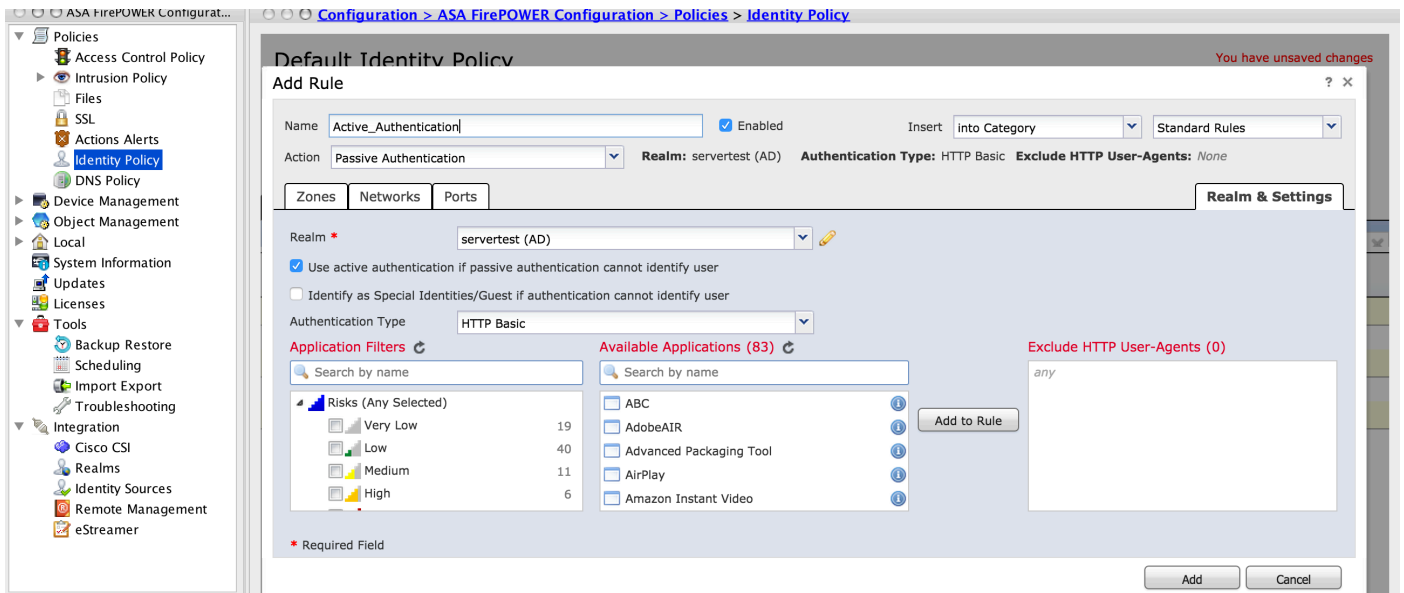 ASA FirePOWER Configurat...
Policies
Access Control Policy
Intrusion Policy
Files
SSL
Actions Alerts
Identity Policy
DNS Policy
Device Management
Object Management
Local
System Information
Updates
Licenses
Tools
Backup Restore
Scheduling
Import Export
Troubleshooting
Integration
Cisco CSI
Realms
Identity Sources
Remote Management
eStreamer
Configuration > ASA FirePOWER Configuration > Policies > Identity Policy
Default Identity Policy You have unsaved changes
Add Rule ?
Name Active_Authentication Enabled Insert into Category Standard Rules
Action Passive Authentication Realm: servertest (AD) Authentication Type: HTTP Basic Exclude HTTP User-Agents: None
Zones Networks Ports Realm & Settings
Realm * servertest (AD)
Use active authentication if passive authentication cannot identify user
Identify as Special Identities/Guest if authentication cannot identify user
Authentication Type HTTP Basic
Application Filters Available Applications (83) Exclude HTTP User-Agents (0)
Search by name Search by name any
Risks (Any Selected) ABC
Very Low 19 AdobeAIR Add to Rule
Low 40 Advanced Packaging Tool
Medium 11 AirPlay
High 6 Amazon Instant Video
* Required Field
Add Cancel